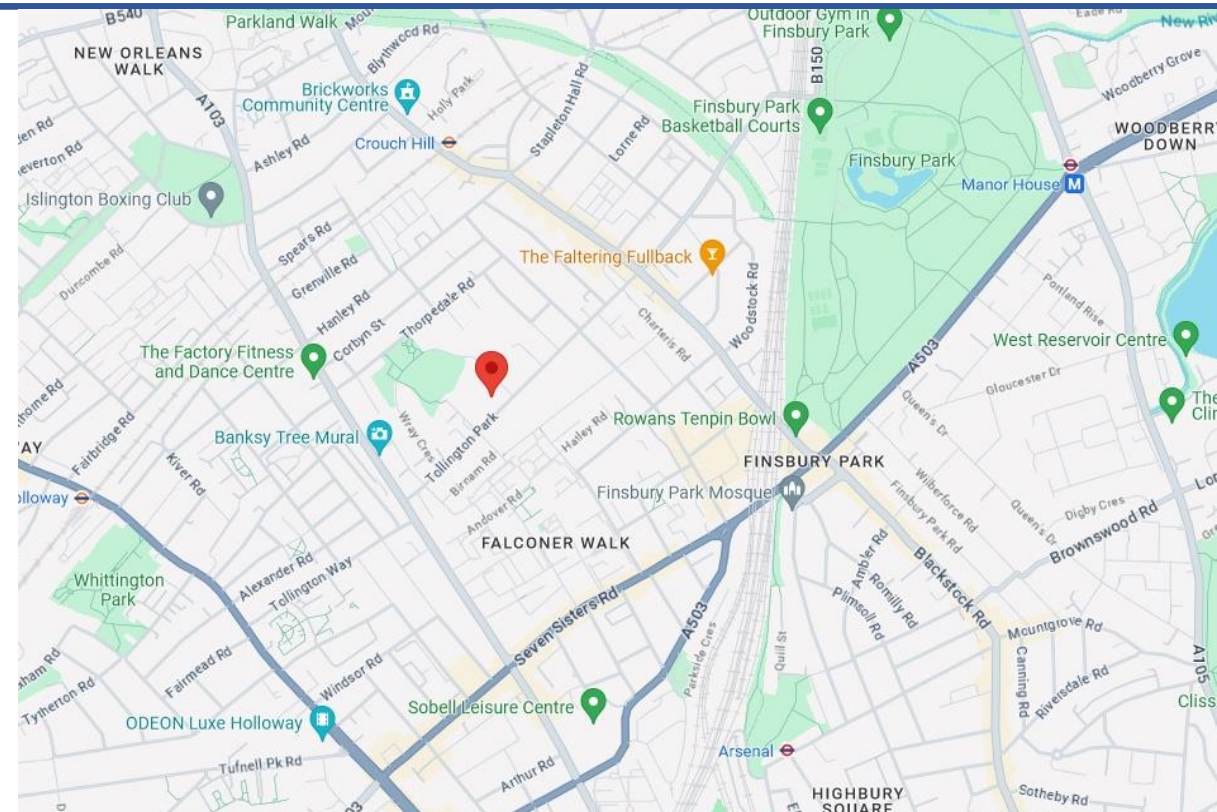 B540
Parkland Walk
Blythwood Rd
Outdoor Gym in
Finsbury Park
B150
New Riv
NEW ORLEANS
WALK
A103
Brickworks
Community Centre
Holly Park
Stapleton Hall Rd
Lorne Rd
Finsbury Park
Basketball Courts
Woodberry Grove
WOODBERRY
DOWN
Crouch Hill
Ashley Rd
Finsbury Park
Manor House
M
Islington Boxing Club
Spears Rd
Grenville Rd
Duncombe Rd
The Faltering Fullback
Woodstock Rd
Portland Rise
Hanley Rd
Thorpedale Rd
Corbyn St
Charteris Rd
West Reservoir Centre
A503
The Factory Fitness
and Dance Centre
Gloucester Dr
Queen's Dr
The
Clin
Fairbridge Rd
Banksy Tree Mural
Wray Cres
Tollington Park
Hatley Rd
Rowans Tenpin Bowl
AY
Kiver Rd
Birnam Rd
FINSBURY PARK
olloway
Andover Rd
Finsbury Park Mosque
Wilberforce Rd
Finsbury Park Rd
Queen's Dr
Digby Cres
Brownswood Rd
Lor
FALCONER WALK
Whittington
Park
Alexander Rd
Tollington Way
Ambler Rd
Romilly Rd
Plimsoll Rd
Blackstock Rd
Seven Sisters Rd
A503
Parkside Cres
Quill St
Mountgrove Rd
A105
xham Rd
Tytherton Rd
Fairmead Rd
Windsor Rd
Canning Rd
Riversdale Rd
Cliss
ODEON Luxe Holloway
Sobell Leisure Centre
Tufnell Pk Rd
Arthur Rd
Arsenal
HIGHBURY
SQUARE
Sotheby Rd